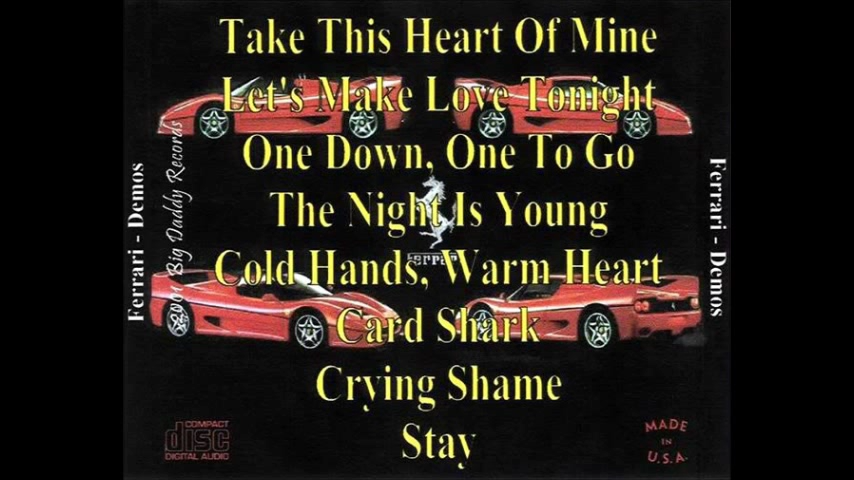 Take This Heart Of Mine
Let's Make Love Tonight
One Down, One To Go
The Night Is Young
Cold Hands, Warm Heart
Card Shark
Crying Shame
Stay
Ferrari - Demos
2001 Big Daddy Records
Ferrari
Ferrari - Demos
COMPACT
disc
DIGITAL AUDIO
MADE
IN
U.S.A.